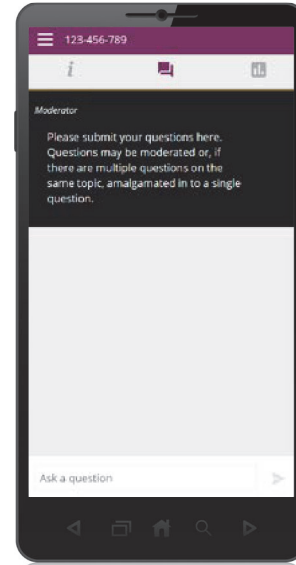 123-456-789
i
Moderator
Please submit your questions here.
Questions may be moderated or, if
there are multiple questions on the
same topic, amalgamated in to a single
question.
Ask a question